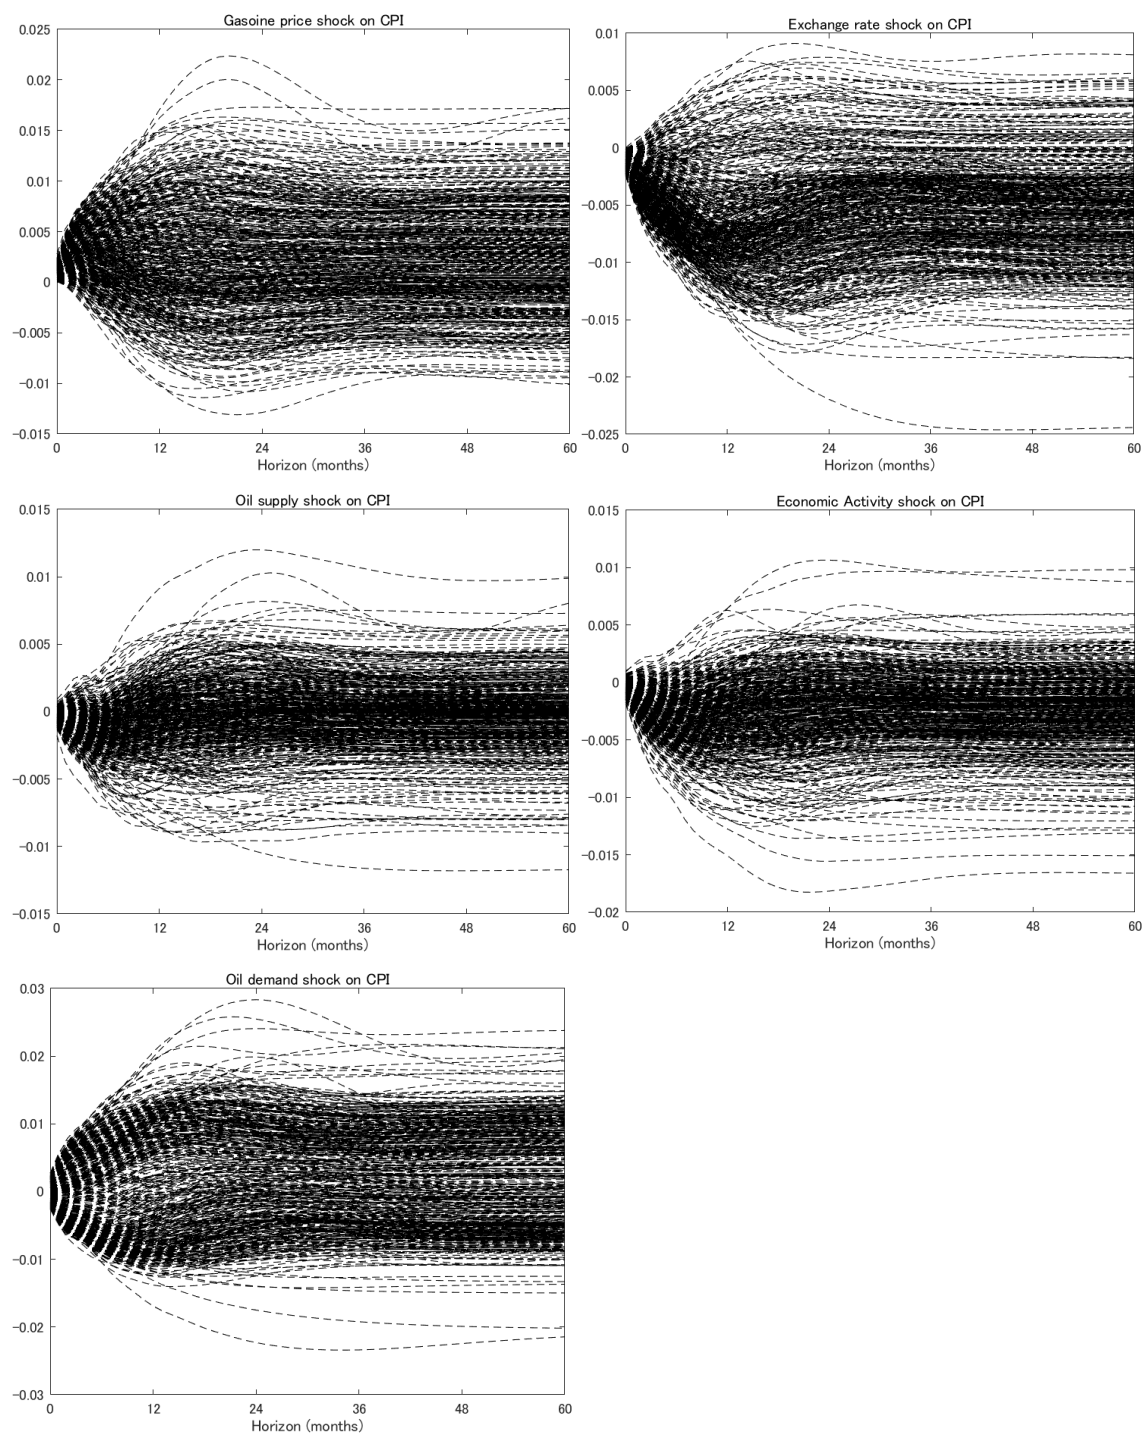 Gasoine price shock on CPI
0.025
0.02
0.015
0.01
0.005
0
−0.005
−0.01
−0.015
0 12 24 36 48 60
Horizon (months)
Exchange rate shock on CPI
0.01
0.005
0
−0.005
−0.01
−0.015
−0.02
−0.025
0 12 24 36 48 60
Horizon (months)
Oil supply shock on CPI
0.015
0.01
0.005
0
−0.005
−0.01
−0.015
0 12 24 36 48 60
Horizon (months)
Economic Activity shock on CPI
0.015
0.01
0.005
0
−0.005
−0.01
−0.015
−0.02
0 12 24 36 48 60
Horizon (months)
Oil demand shock on CPI
0.03
0.02
0.01
0
−0.01
−0.02
−0.03
0 12 24 36 48 60
Horizon (months)